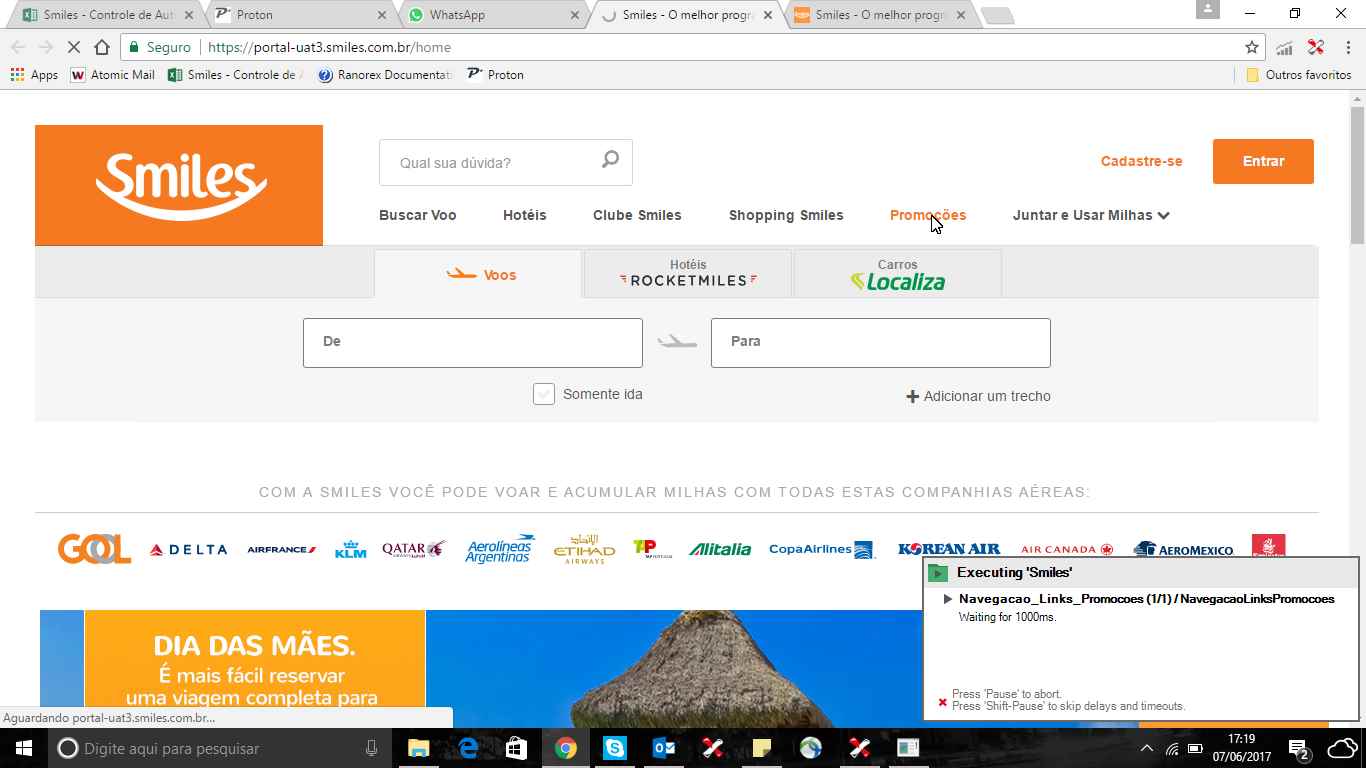 Smiles - Controle de Aut
Proton
WhatsApp
Smiles - O melhor progr
Smiles - O melhor progr
Seguro
https://portal-uat3.smiles.com.br/home
Apps
Atomic Mail
Smiles - Controle de A
Ranorex Documentati
Proton
Outros favoritos
Smiles
Qual sua dúvida?
Cadastre-se
Entrar
Buscar Voo
Hotéis
Clube Smiles
Shopping Smiles
Promoções
Juntar e Usar Milhas
Voos
Hotéis
ROCKETMILES
Carros
Localiza
De
Para
Somente ida
Adicionar um trecho
COM A SMILES VOCÊ PODE VOAR E ACUMULAR MILHAS COM TODAS ESTAS COMPANHIAS AÉREAS:
GOL
DELTA
AIRFRANCE
KLM
QATAR
Aerolíneas Argentinas
ETIHAD AIRWAYS
TAP
Alitalia
CopaAirlines
KOREAN AIR
AIR CANADA
AEROMEXICO
Executing 'Smiles'
Navegacao_Links_Promocoes (1/1) / NavegacaoLinksPromocoes
Waiting for 1000ms.
Press 'Pause' to abort.
Press 'Shift-Pause' to skip delays and timeouts.
DIA DAS MÃES.
É mais fácil reservar
uma viagem completa para
Aguardando portal-uat3.smiles.com.br...
Digite aqui para pesquisar
17:19
07/06/2017
2